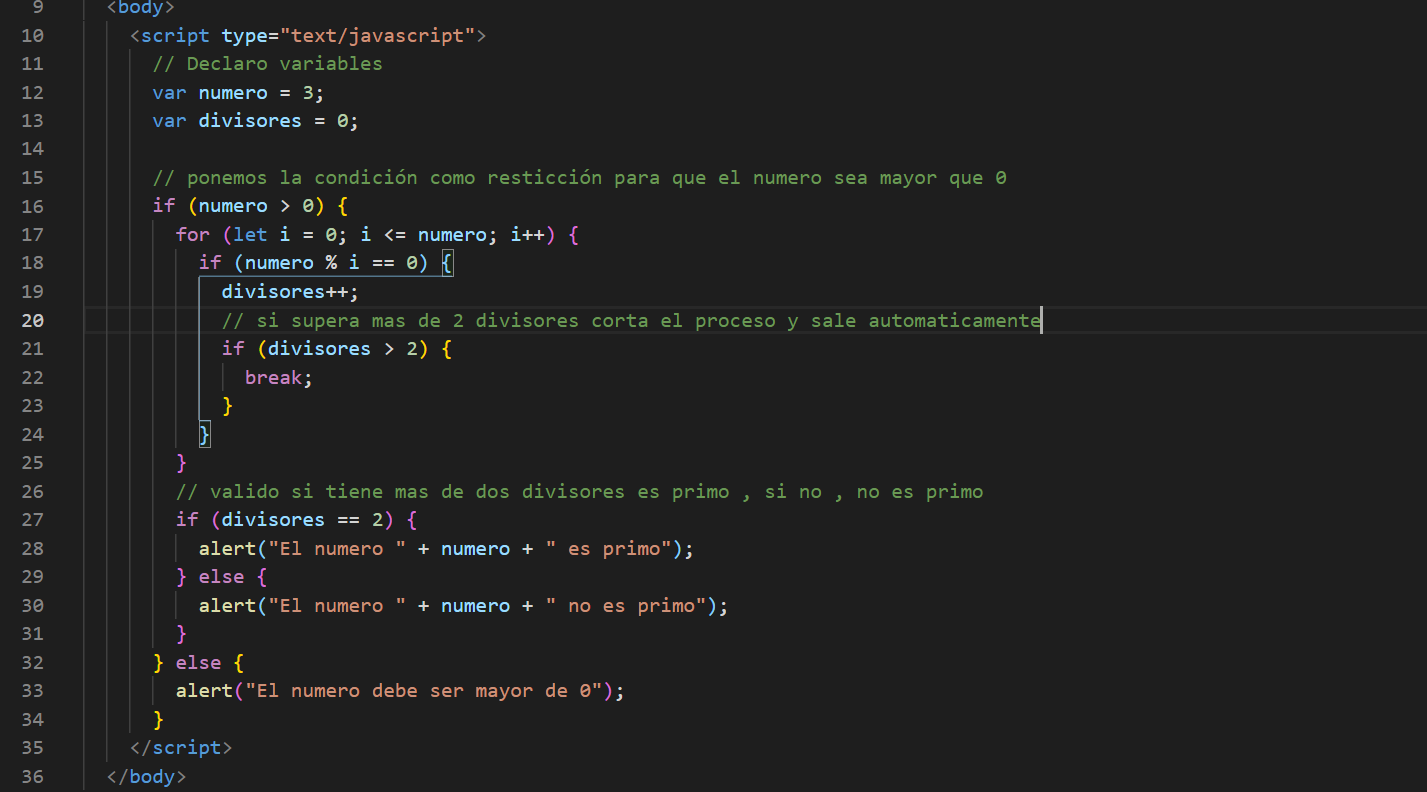 9 <body>
10 <script type="text/javascript">
11 // Declaro variables
12 var numero = 3;
13 var divisores = 0;
14
15 // ponemos la condición como resticción para que el numero sea mayor que 0
16 if (numero > 0) {
17 for (let i = 0; i <= numero; i++) {
18 if (numero % i == 0) {
19 divisores++;
20 // si supera mas de 2 divisores corta el proceso y sale automaticamente
21 if (divisores > 2) {
22 break;
23 }
24 }
25 }
26 // valido si tiene mas de dos divisores es primo , si no , no es primo
27 if (divisores == 2) {
28 alert("El numero " + numero + " es primo");
29 } else {
30 alert("El numero " + numero + " no es primo");
31 }
32 } else {
33 alert("El numero debe ser mayor de 0");
34 }
35 </script>
36 </body>